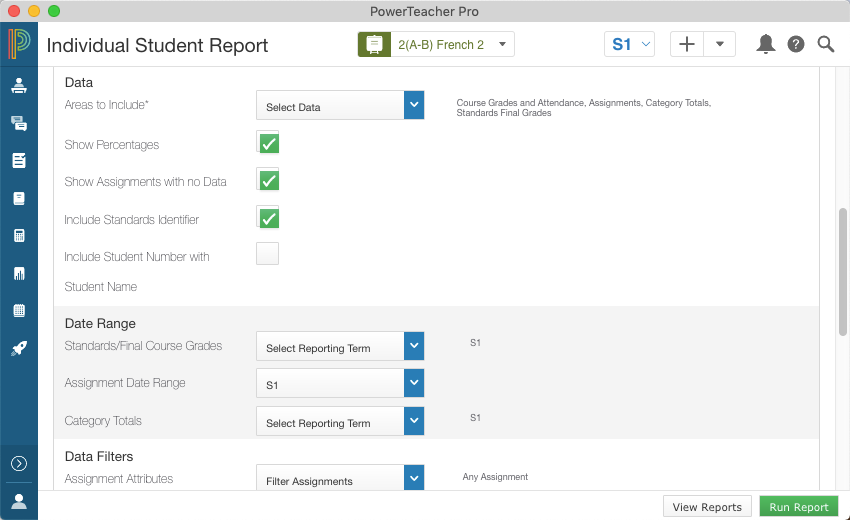 PowerTeacher Pro
Individual Student Report
2(A-B) French 2
S1
Data
Areas to Include*
Select Data
Course Grades and Attendance, Assignments, Category Totals,
Standards Final Grades
Show Percentages
Show Assignments with no Data
Include Standards Identifier
Include Student Number with
Student Name
Date Range
Standards/Final Course Grades
Select Reporting Term
S1
Assignment Date Range
S1
Category Totals
Select Reporting Term
S1
Data Filters
Assignment Attributes
Filter Assignments
Any Assignment
View Reports
Run Report